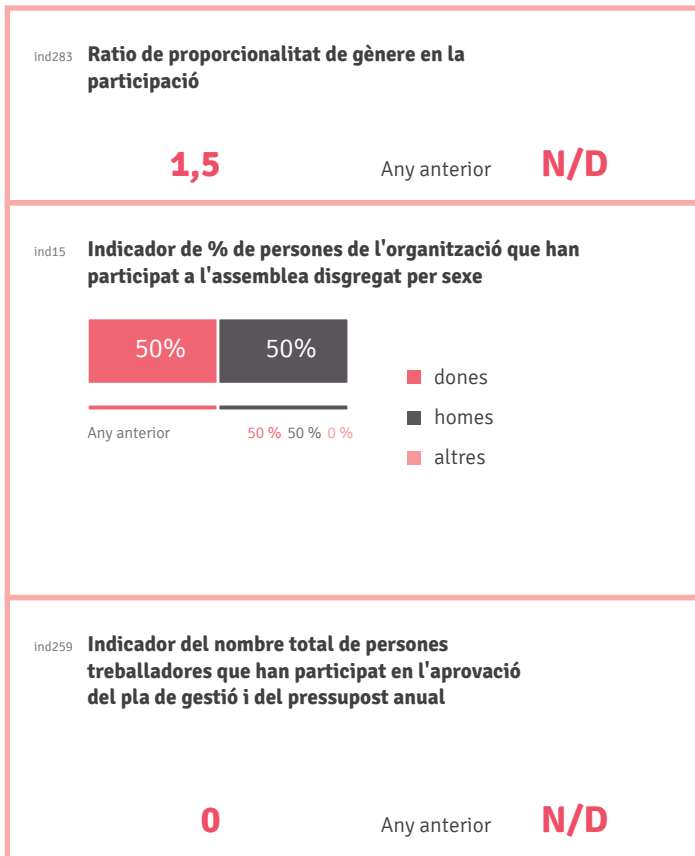 ind283 Ratio de proporcionalitat de gènere en la
participació
1,5 Any anterior N/D
ind15 Indicador de % de persones de l'organització que han
participat a l'assemblea disgregat per sexe
50% 50%
dones
homes
Any anterior 50 % 50 % 0 %
altres
ind259 Indicador del nombre total de persones
treballadores que han participat en l'aprovació
del pla de gestió i del pressupost anual
0 Any anterior N/D